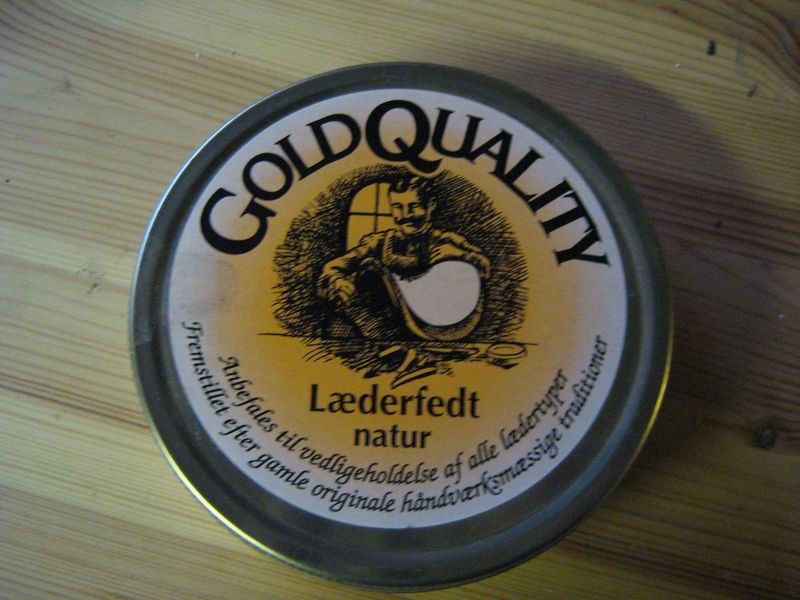 GOLDQUALITY
Læderfedt
natur
Anbefales til vedligeholdelse af alle lædertyper
Fremstillet efter gamle originale håndværksmæssige traditioner